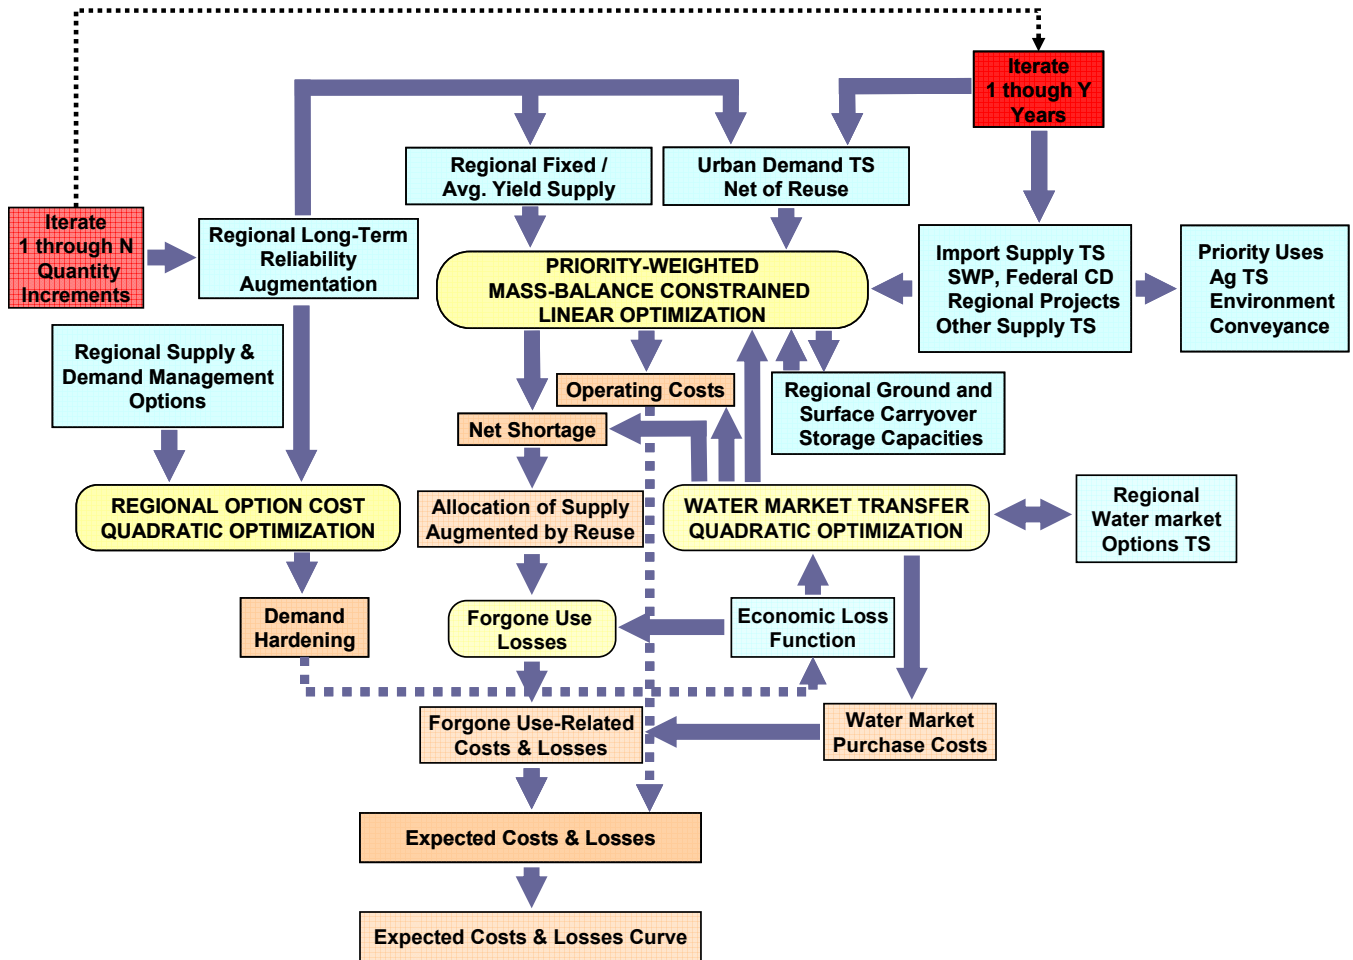 Iterate
1 though Y
Years
Regional Fixed /
Avg. Yield Supply
Urban Demand TS
Net of Reuse
Iterate
1 through N
Quantity
Increments
Regional Long-Term
Reliability
Augmentation
PRIORITY-WEIGHTED
MASS-BALANCE CONSTRAINED
LINEAR OPTIMIZATION
Import Supply TS
SWP, Federal CD
Regional Projects
Other Supply TS
Priority Uses
Ag TS
Environment
Conveyance
Regional Supply &
Demand Management
Options
Operating Costs
Regional Ground and
Surface Carryover
Storage Capacities
Net Shortage
REGIONAL OPTION COST
QUADRATIC OPTIMIZATION
Allocation of Supply
Augmented by Reuse
WATER MARKET TRANSFER
QUADRATIC OPTIMIZATION
Regional
Water market
Options TS
Demand
Hardening
Forgone Use
Losses
Economic Loss
Function
Forgone Use-Related
Costs & Losses
Water Market
Purchase Costs
Expected Costs & Losses
Expected Costs & Losses Curve